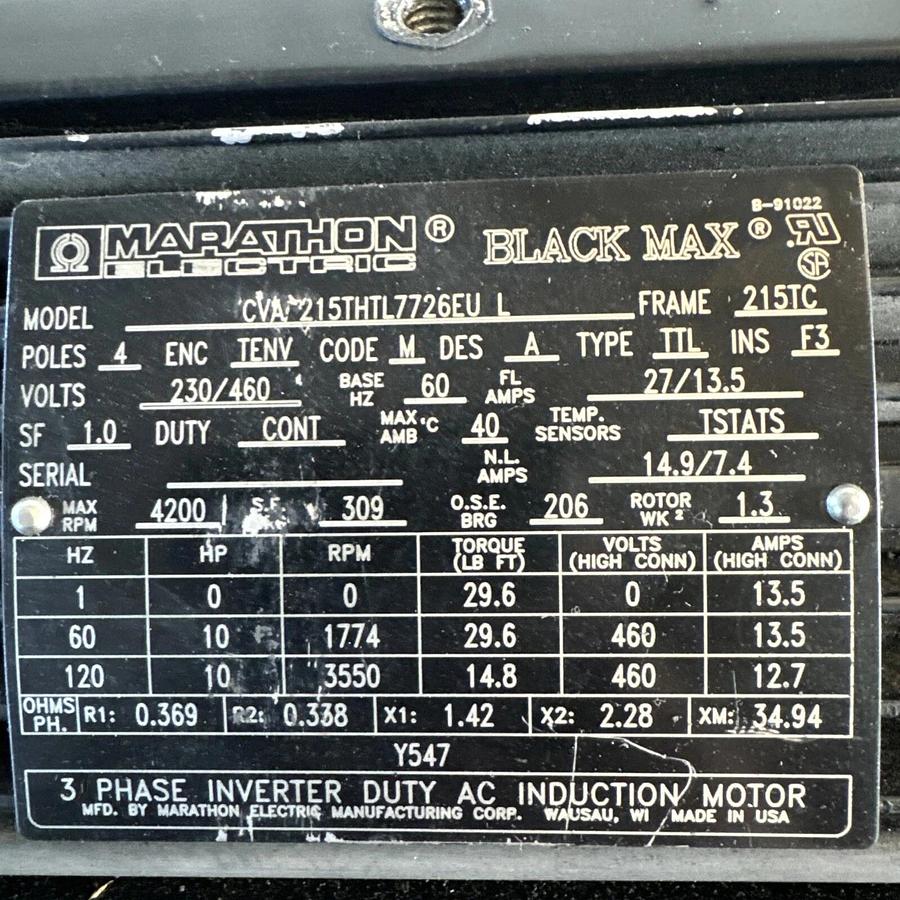 B-91022
MARATHON ® BLACK MAX ®
ELECTRIC
MODEL CVA 215THTL7726EU L FRAME 215TC
POLES 4 ENC TENV CODE M DES A TYPE TTL INS F3
VOLTS 230/460 BASE HZ 60 FL AMPS 27/13.5
SF 1.0 DUTY CONT MAX AMB °C 40 TEMP. SENSORS TSTATS
SERIAL N.L. AMPS 14.9/7.4
MAX RPM 4200 309 O.S.E. BRG 206 ROTOR WK² 1.3
HZ HP RPM TORQUE (LB FT) VOLTS (HIGH CONN) AMPS (HIGH CONN)
1 0 0 29.6 0 13.5
60 10 1774 29.6 460 13.5
120 10 3550 14.8 460 12.7
OHMS PH. R1: 0.369 R2: 0.338 X1: 1.42 X2: 2.28 XM: 34.94
Y547
3 PHASE INVERTER DUTY AC INDUCTION MOTOR
MFD. BY MARATHON ELECTRIC MANUFACTURING CORP. WAUSAU, WI MADE IN USA